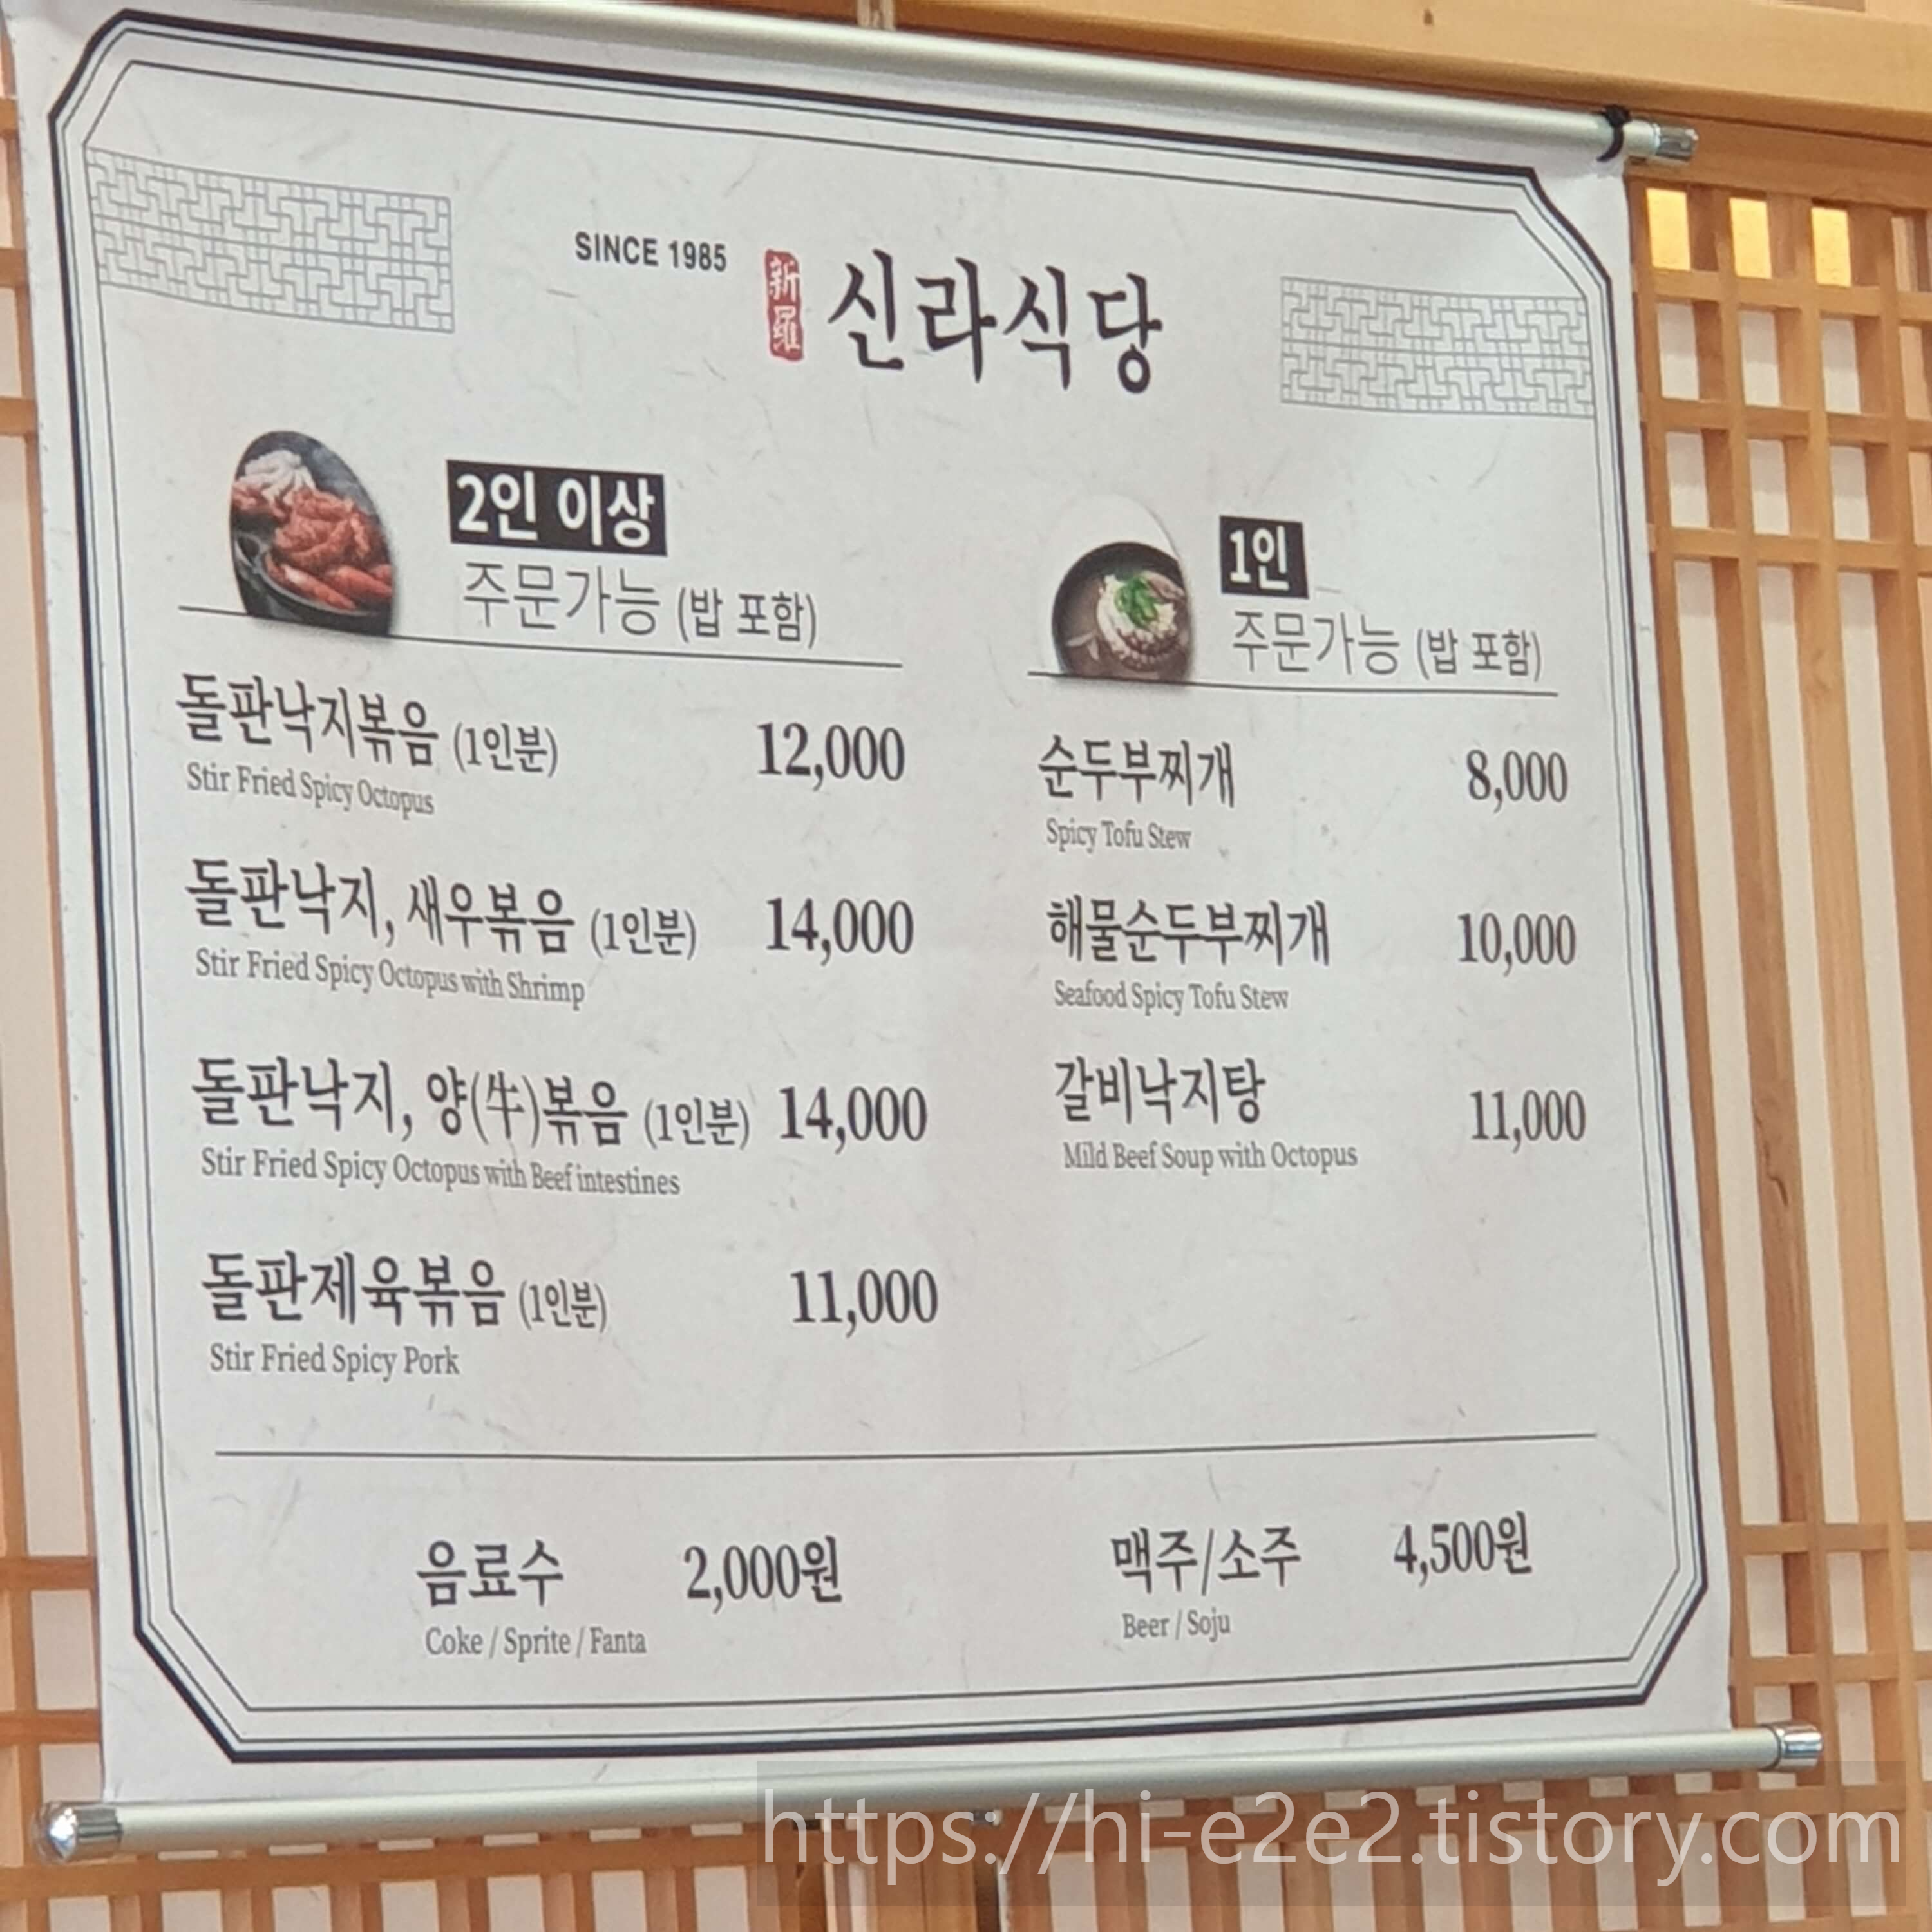 SINCE 1985
新羅 신라식당
2인 이상
주문가능 (밥 포함)
돌판낙지볶음 (1인분) 12,000
Stir Fried Spicy Octopus
돌판낙지, 새우볶음 (1인분) 14,000
Stir Fried Spicy Octopus with Shrimp
돌판낙지, 양(牛)볶음 (1인분) 14,000
Stir Fried Spicy Octopus with Beef intestines
돌판제육볶음 (1인분) 11,000
Stir Fried Spicy Pork
1인
주문가능 (밥 포함)
순두부찌개 8,000
Spicy Tofu Stew
해물순두부찌개 10,000
Seafood Spicy Tofu Stew
갈비낙지탕 11,000
Mild Beef Soup with Octopus
음료수 2,000원
Coke / Sprite / Fanta
맥주/소주 4,500원
Beer / Soju
https://hi-e2e2.tistory.com